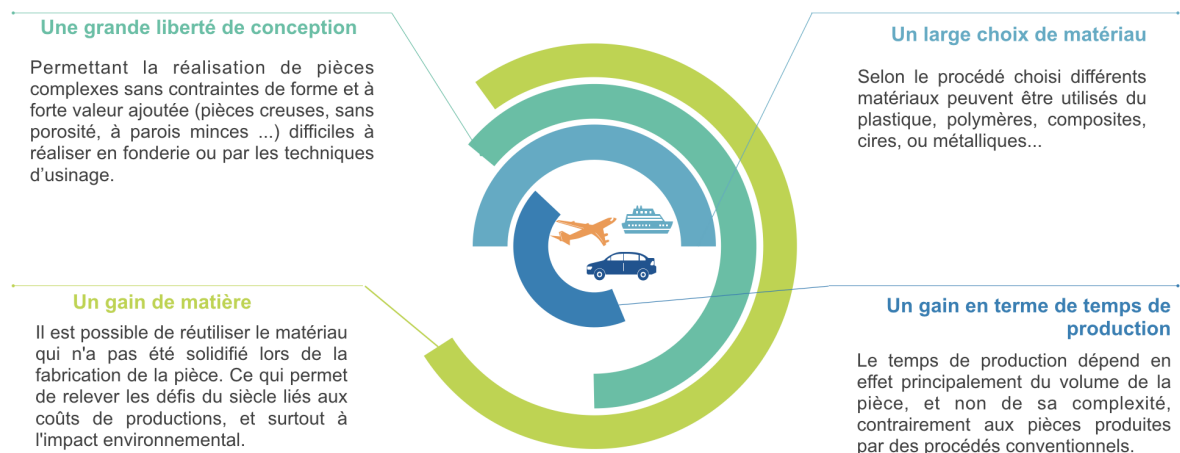 Une grande liberté de conception
Permettant la réalisation de pièces
complexes sans contraintes de forme et à
forte valeur ajoutée (pièces creuses, sans
porosité, à parois minces ...) difficiles à
réaliser en fonderie ou par les techniques
d'usinage.
Un large choix de matériau
Selon le procédé choisi différents
matériaux peuvent être utilisés du
plastique, polymères, composites,
cires, ou métalliques...
Un gain de matière
Il est possible de réutiliser le matériau
qui n'a pas été solidifié lors de la
fabrication de la pièce. Ce qui permet
de relever les défis du siècle liés aux
coûts de productions, et surtout à
l'impact environnemental.
Un gain en terme de temps de
production
Le temps de production dépend en
effet principalement du volume de la
pièce, et non de sa complexité,
contrairement aux pièces produites
par des procédés conventionnels.